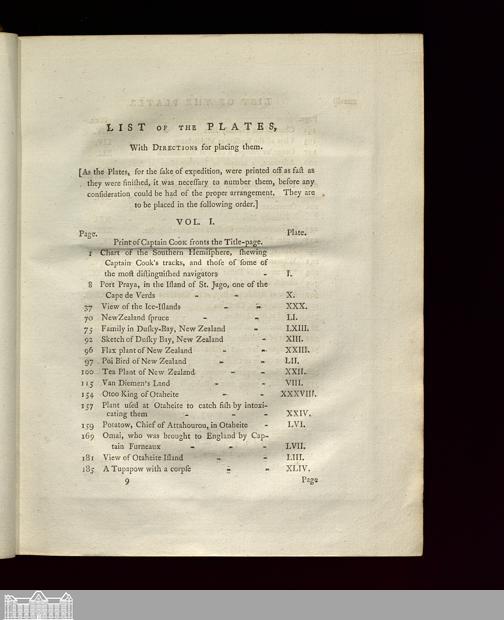 LIST OF THE PLATES,
With DIRECTIONS for placing them.
[As the Plates, for the ſake of expedition, were printed off as faſt as
they were finiſhed, it was neceſſary to number them, before any
conſideration could be had of the proper arrangement. They are
to be placed in the following order.]
VOL. I.
Page. Plate.
Print of Captain COOK fronts the Title-page.
1 Chart of the Southern Hemiſphere, ſhewing
Captain Cook's tracks, and thoſe of ſome of
the moſt diſtinguiſhed navigators - I.
8 Port Praya, in the Iſland of St. Jago, one of the
Cape de Verds - - X.
37 View of the Ice-Iſlands - - XXX.
70 New Zealand ſpruce - - LI.
75 Family in Duſky-Bay, New Zealand - LXIII.
92 Sketch of Duſky Bay, New Zealand - XIII.
96 Flax plant of New Zealand - - XXIII.
97 Poi Bird of New Zealand - - LII.
100 Tea Plant of New Zealand - - XXII.
115 Van Diemen's Land - - VIII.
154 Otoo King of Otaheite - - XXXVIII.
157 Plant uſed at Otaheite to catch fiſh by intoxi-
cating them - - - XXIV.
159 Potatow, Chief of Attahourou, in Otaheite - LVI.
169 Omai, who was brought to England by Cap-
tain Furneaux - - - LVII.
181 View of Otaheite Iſland - - LIII.
185 A Tupapow with a corpſe - - XLIV.
9 Page